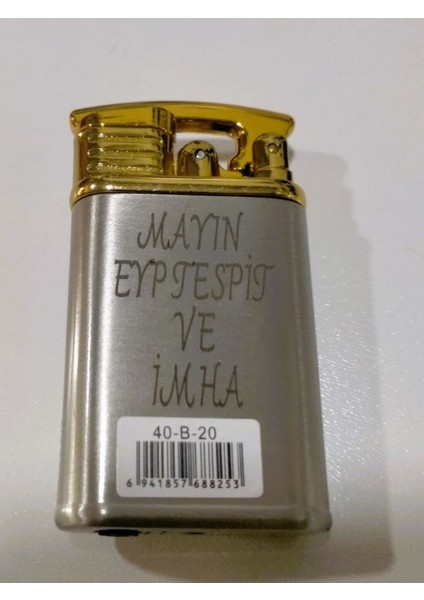 MAYIN
EYP TESPİT
VE
İMHA
40-B-20
6 941857 688253